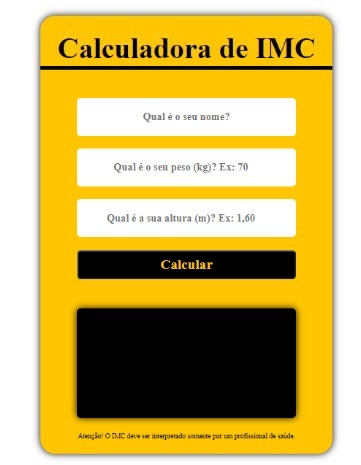 Calculadora de IMC
Qual é o seu nome?
Qual é o seu peso (kg)? Ex: 70
Qual é a sua altura (m)? Ex: 1,60
Calcular
Atenção! O IMC deve ser interpretado somente por um profissional de saúde.